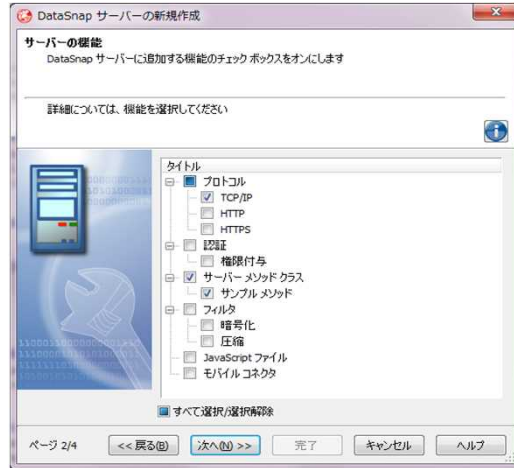 DataSnap サーバーの新規作成
サーバーの機能
DataSnap サーバーに追加する機能のチェック ボックスをオンにします
詳細については、機能を選択してください
タイトル
プロトコル
TCP/IP
HTTP
HTTPS
認証
権限付与
サーバー メソッド クラス
サンプル メソッド
フィルタ
暗号化
圧縮
JavaScript ファイル
モバイル コネクタ
すべて選択/選択解除
ページ 2/4
<< 戻る(B)
次へ(N) >>
完了
キャンセル
ヘルプ